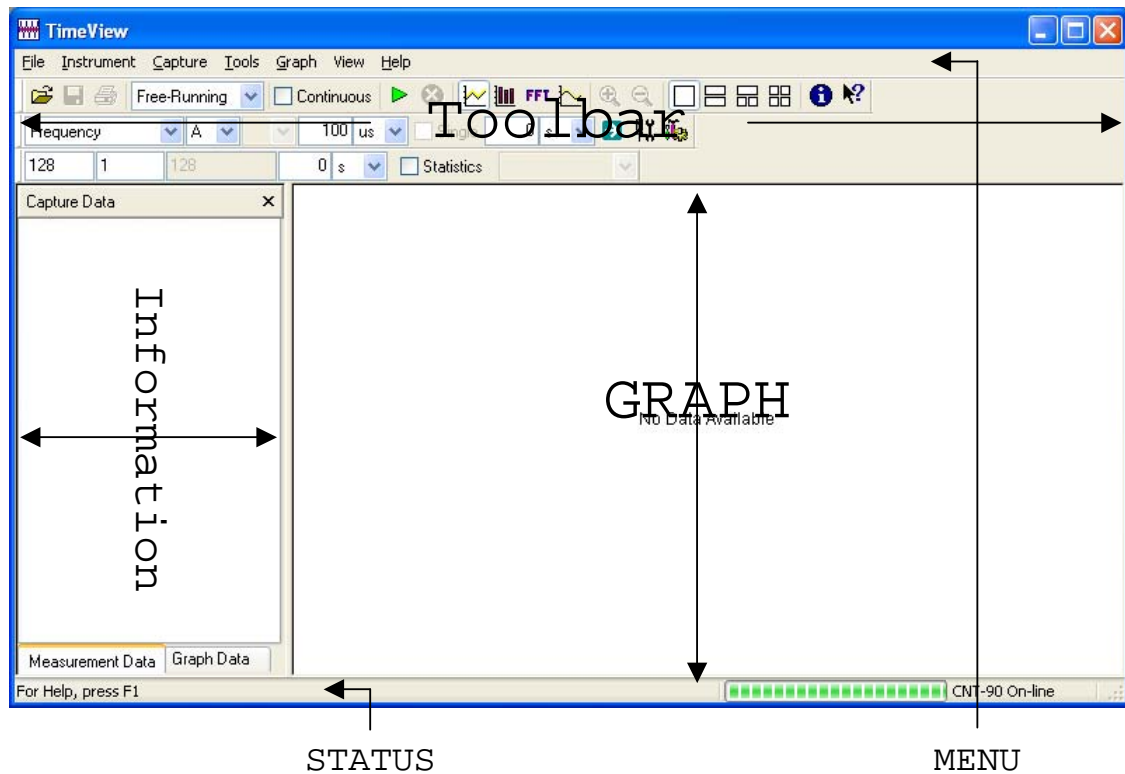 TimeView
File Instrument Capture Tools Graph View Help
Free-Running Continuous FFT
Toolbar
Frequency A 100 us 0 s
128 1 128 0 s Statistics
Capture Data
Information
GRAPH
No Data Available
Measurement Data Graph Data
For Help, press F1 CNT-90 On-line
STATUS MENU